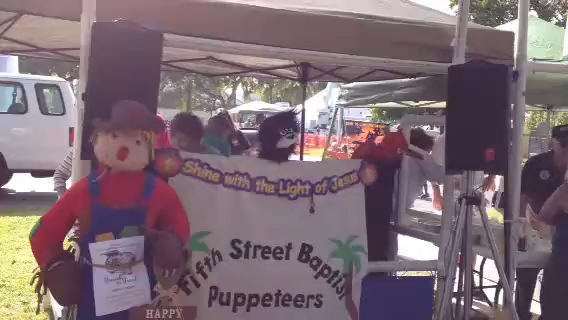 Shine with the Light of Jesus
Fifth Street Baptist
Puppeteers
HAPPY